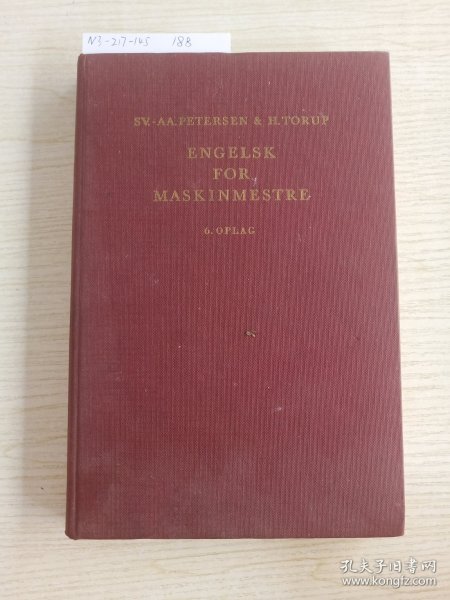 N3-217-145 188
SV.-AA. PETERSEN & H. TORUP
ENGELSK
FOR
MASKINMESTRE
6. OPLAG
孔夫子旧书网
www.kongfz.com